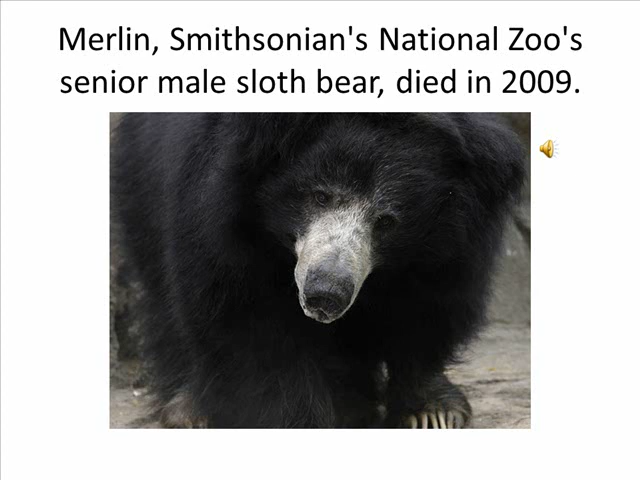 Merlin, Smithsonian's National Zoo's
senior male sloth bear, died in 2009.